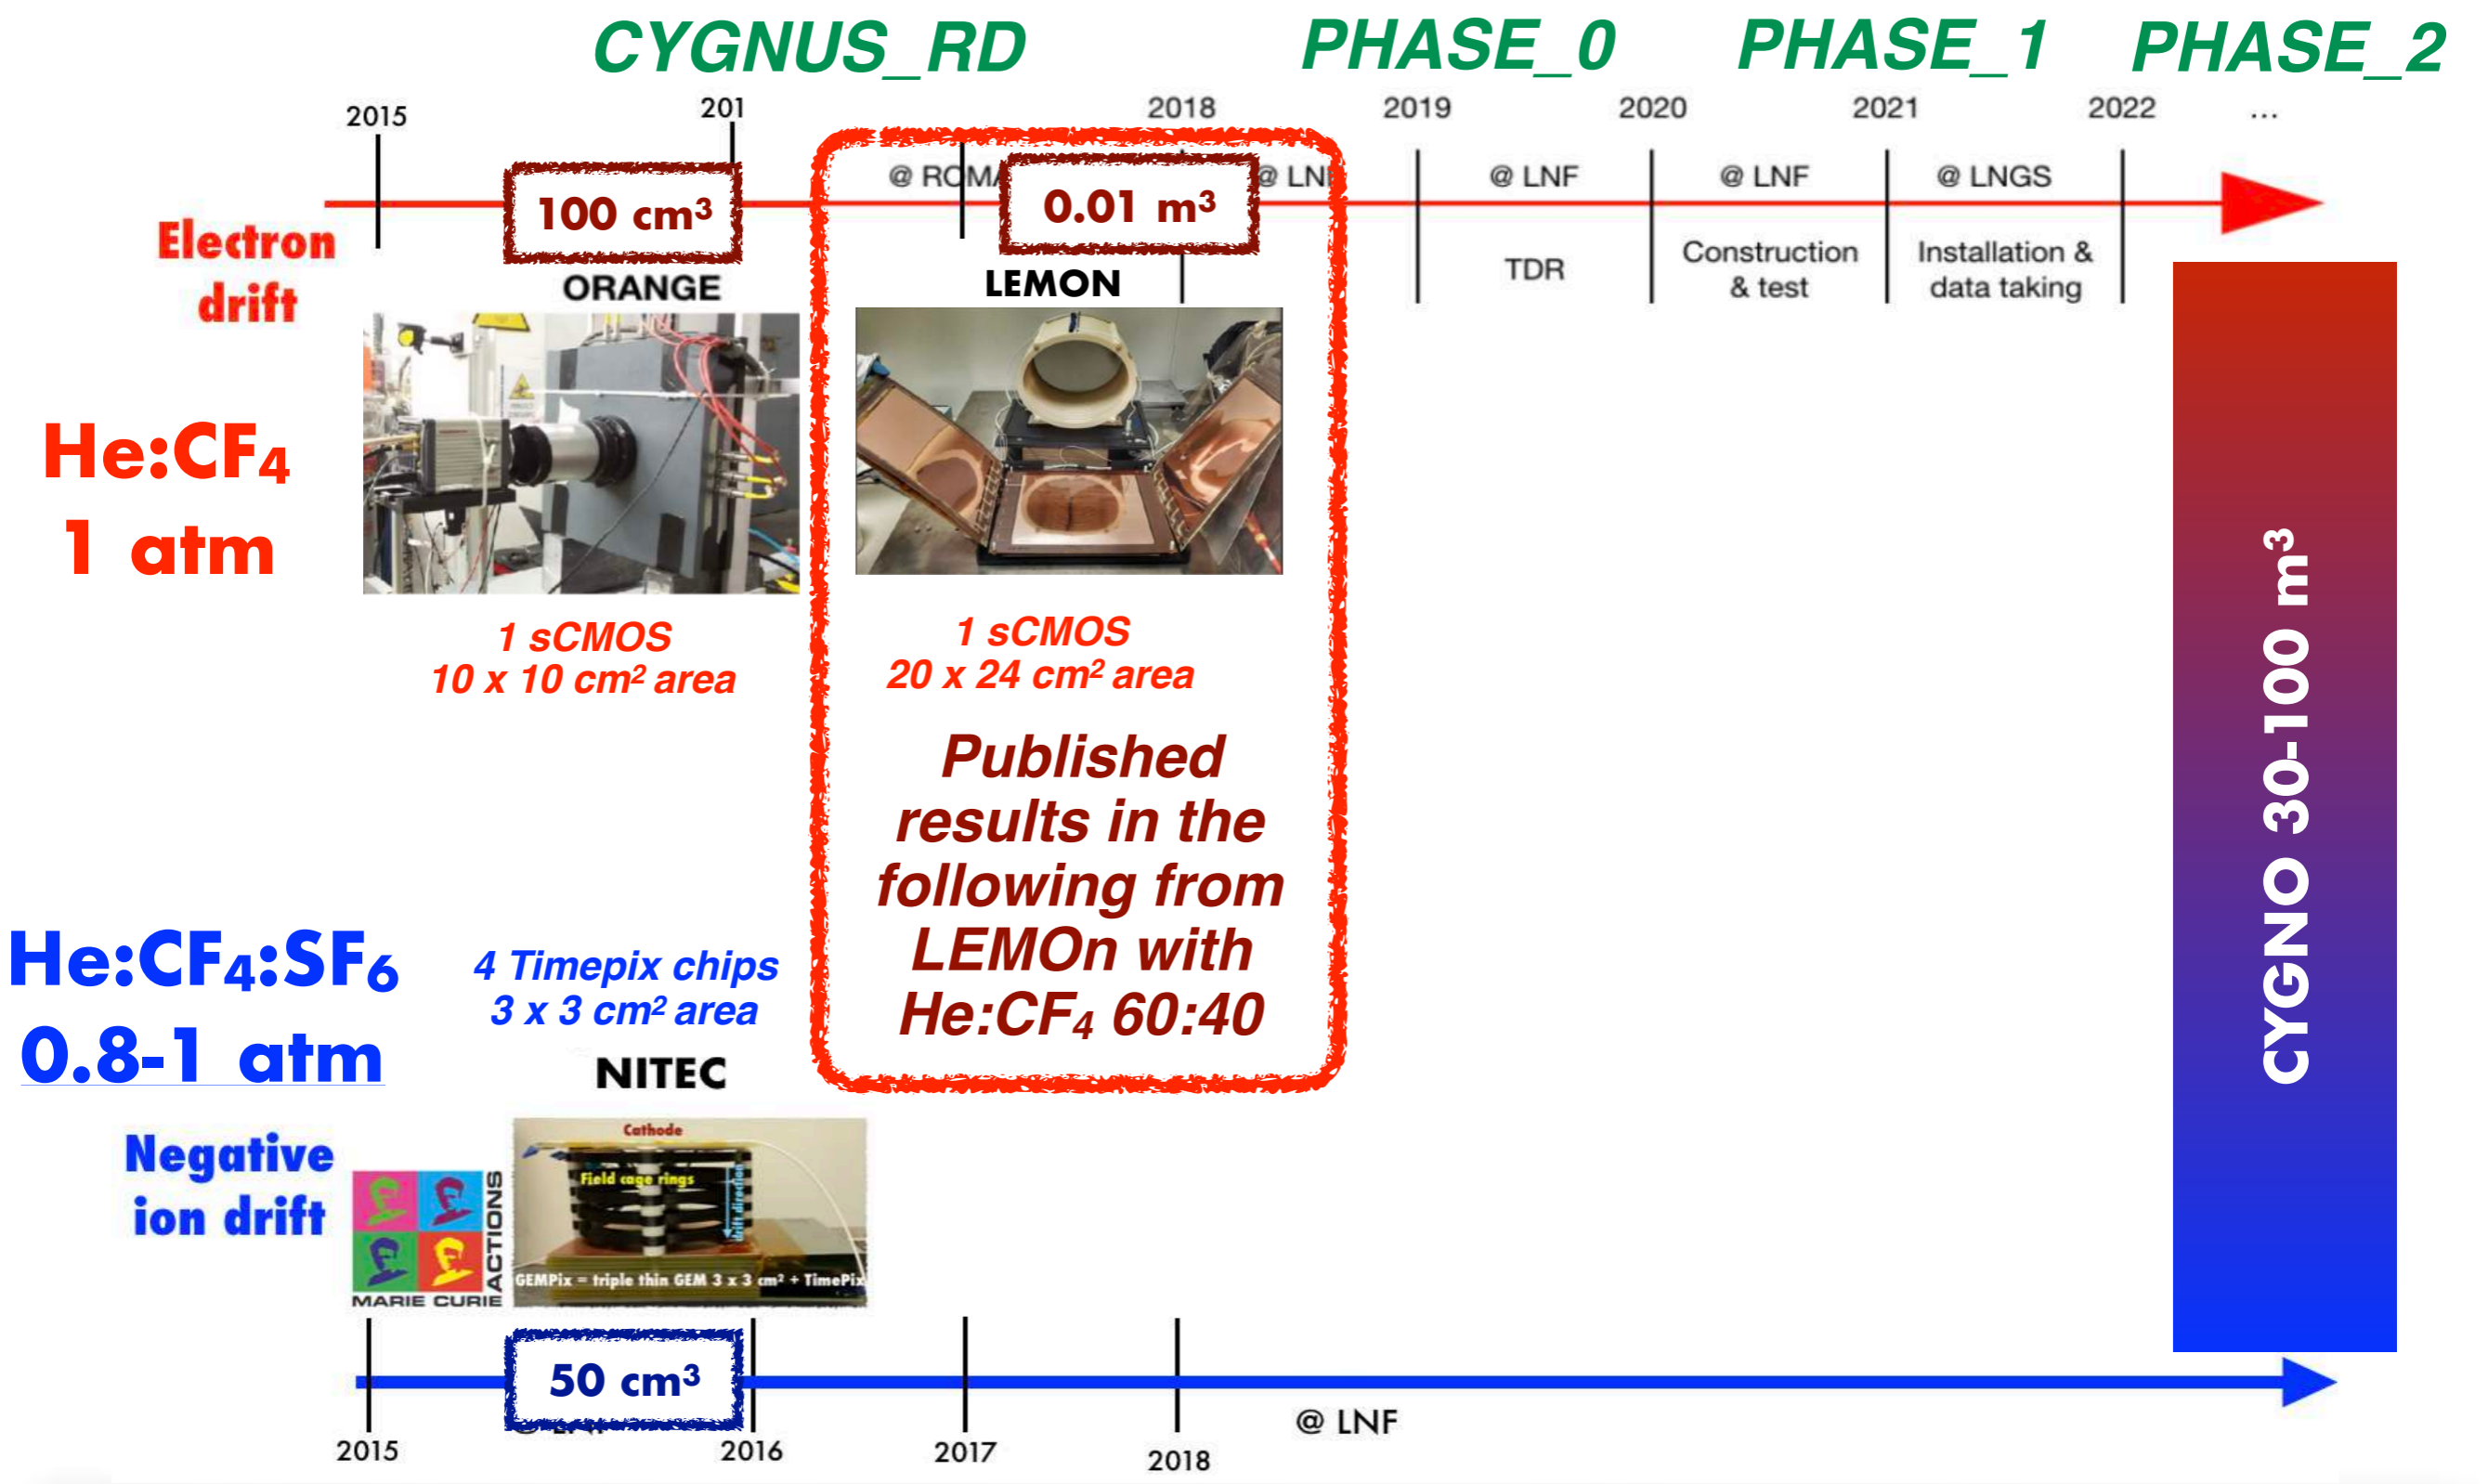 CYGNUS_RD
PHASE_0
PHASE_1
PHASE_2
2015
201
2018
2019
2020
2021
2022
...
@ ROMA
@ LNF
@ LNF
@ LNF
@ LNGS
100 cm³
0.01 m³
Electron
drift
TDR
Construction
& test
Installation &
data taking
ORANGE
LEMON
He:CF₄
1 atm
1 sCMOS
10 x 10 cm² area
1 sCMOS
20 x 24 cm² area
Published
results in the
following from
LEMOn with
He:CF₄ 60:40
CYGNO 30-100 m³
He:CF₄:SF₆
0.8-1 atm
4 Timepix chips
3 x 3 cm² area
NITEC
Negative
ion drift
MARIE CURIE
ACTIONS
Cathode
Field cage rings
drift direction
GEMPix = triple thin GEM 3 x 3 cm² + TimePix
50 cm³
@ LNF
2015
2016
2017
2018